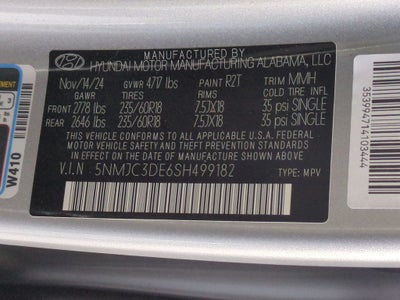 MANUFACTURED BY
HYUNDAI MOTOR MANUFACTURING ALABAMA, LLC
Nov/14/24 GVWR 4717 lbs PAINT R2T TRIM MMH
GAWR TIRES RIMS COLD TIRE INFL
FRONT 2778 lbs 235/60R18 7.5JX18 35 psi SINGLE
REAR 2646 lbs 235/60R18 7.5JX18 35 psi SINGLE
THIS VEHICLE CONFORMS TO ALL APPLICABLE U.S. FEDERAL
MOTOR VEHICLE SAFETY AND THEFT PREVENTION STANDARDS
IN EFFECT ON THE DATE OF MANUFACTURE SHOWN ABOVE.
V.I.N 5NMJC3DE6SH499182 TYPE: MPV
W410
3539947141034444